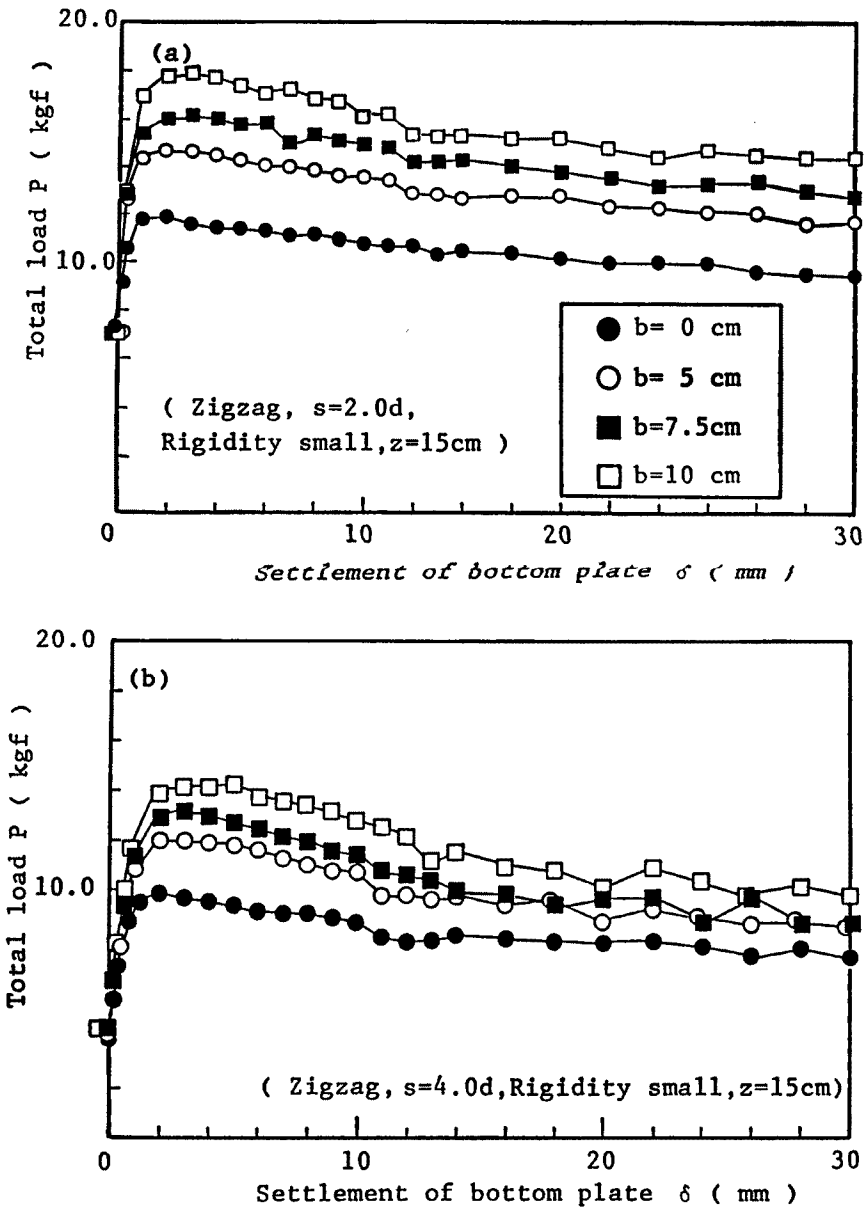 20.0
(a)
Total load P ( kgf )
10.0
b= 0 cm
b= 5 cm
b=7.5cm
b=10 cm
( Zigzag, s=2.0d,
Rigidity small,z=15cm )
0 10 20 30
Settlement of bottom plate δ ( mm )
20.0
(b)
Total load P ( kgf )
10.0
( Zigzag, s=4.0d,Rigidity small,z=15cm)
0 10 20 30
Settlement of bottom plate δ ( mm )